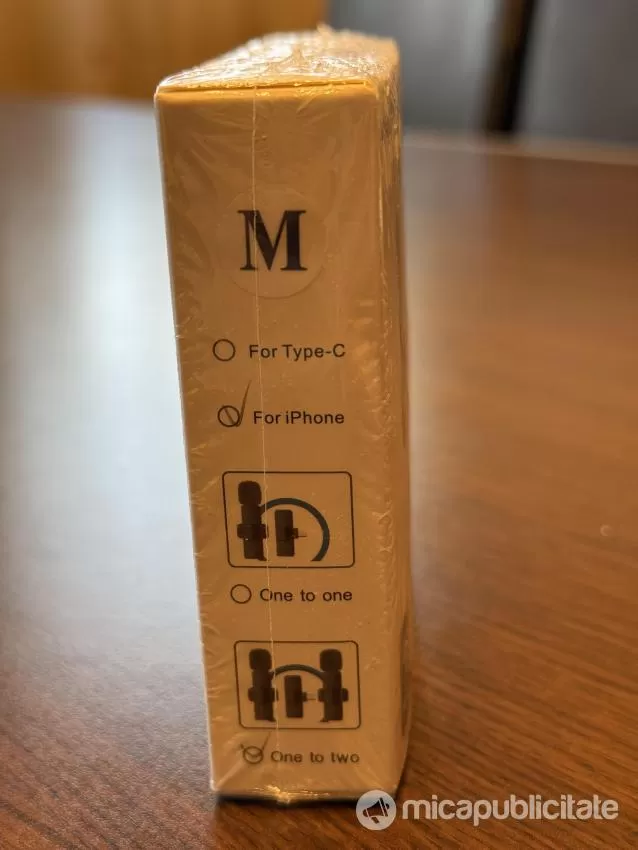 M
For Type-C
For iPhone
One to one
One to two
micapublicitate